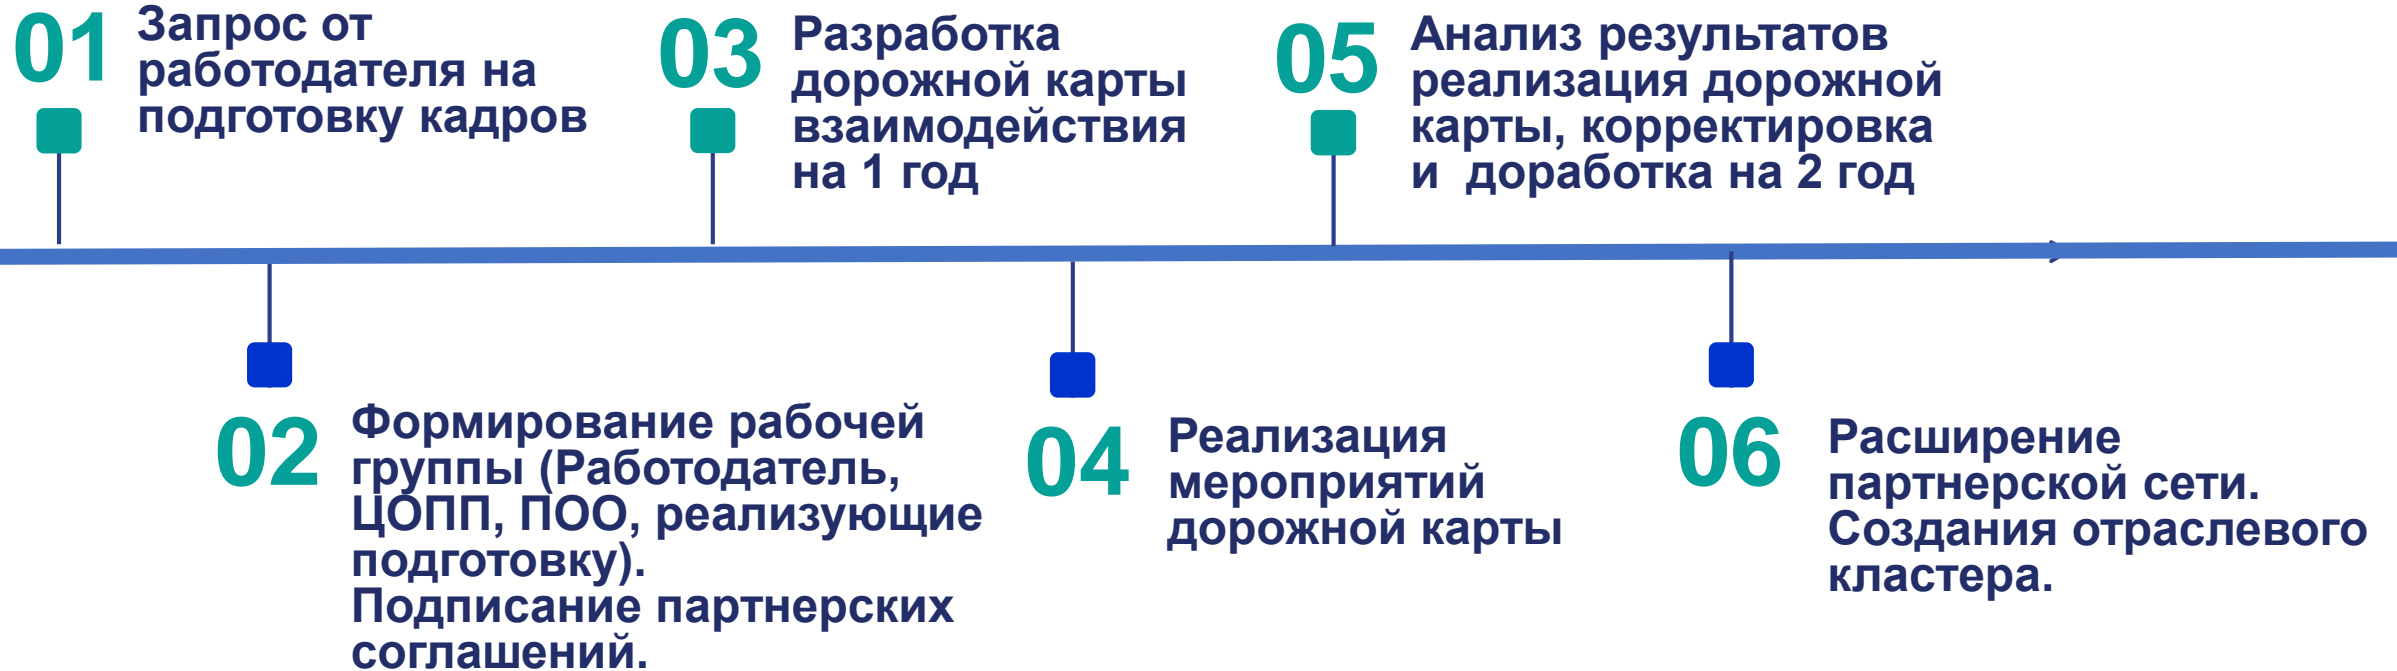 01
Запрос от
работодателя на
подготовку кадров
02
Формирование рабочей
группы (Работодатель,
ЦОПП, ПОО, реализующие
подготовку).
Подписание партнерских
соглашений.
03
Разработка
дорожной карты
взаимодействия
на 1 год
04
Реализация
мероприятий
дорожной карты
05
Анализ результатов
реализация дорожной
карты, корректировка
и  доработка на 2 год
06
Расширение
партнерской сети.
Создания отраслевого
кластера.